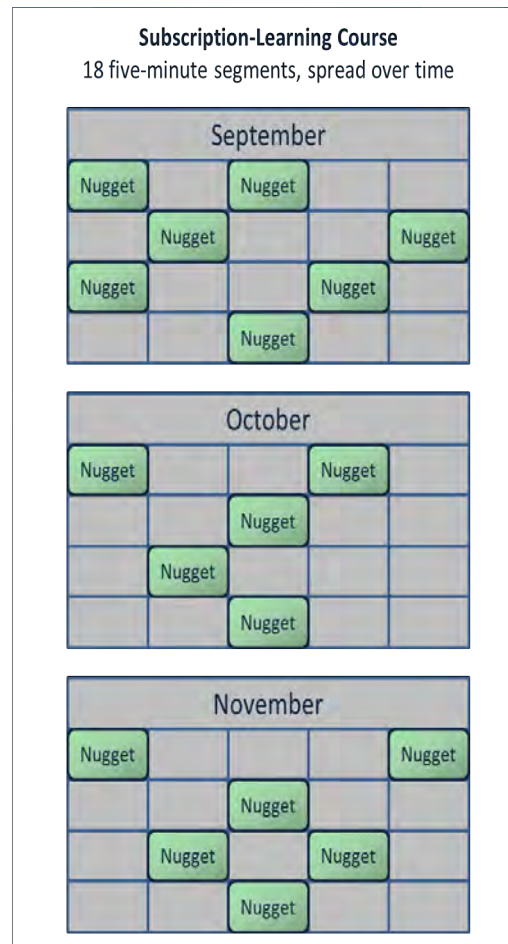 Subscription-Learning Course
18 five-minute segments, spread over time
September
Nugget Nugget
Nugget Nugget
Nugget Nugget
Nugget
October
Nugget Nugget
Nugget
Nugget
Nugget
November
Nugget Nugget
Nugget
Nugget Nugget
Nugget